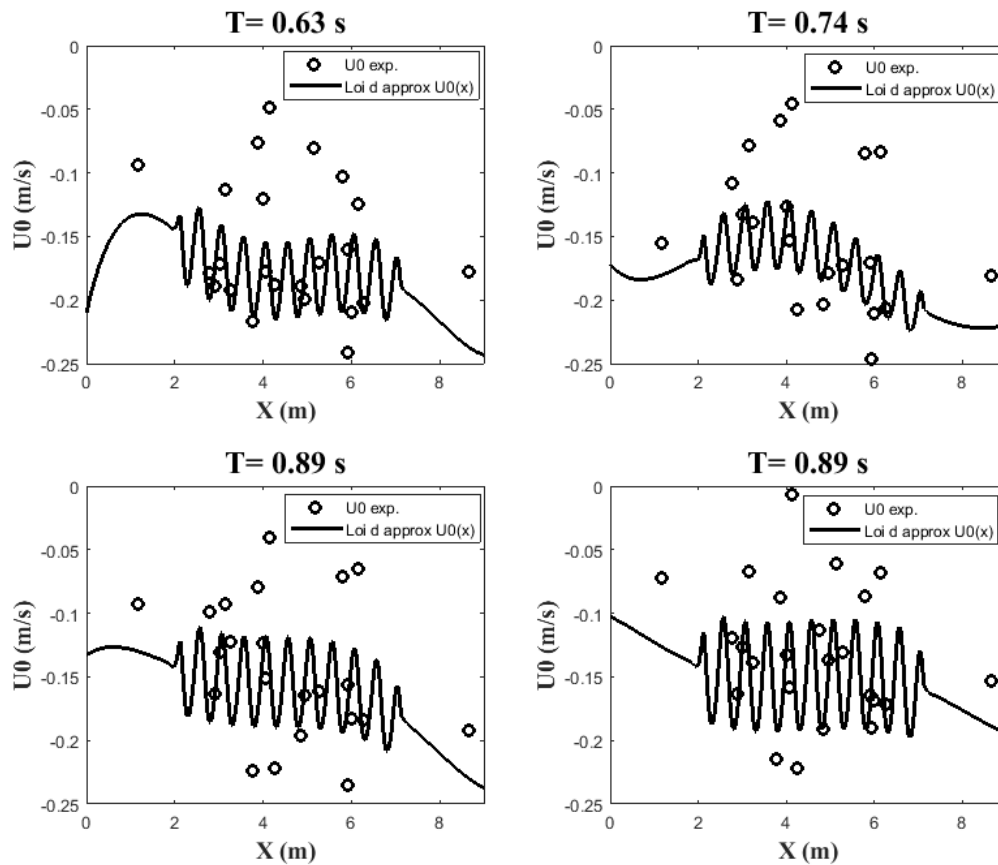 T= 0.63 s
0
-0.05
-0.1
-0.15
-0.2
-0.25
U0 (m/s)
U0 exp.
Loi d approx U0(x)
0 2 4 6 8
X (m)
T= 0.74 s
0
-0.05
-0.1
-0.15
-0.2
-0.25
U0 (m/s)
U0 exp.
Loi d approx U0(x)
0 2 4 6 8
X (m)
T= 0.89 s
0
-0.05
-0.1
-0.15
-0.2
-0.25
U0 (m/s)
U0 exp.
Loi d approx U0(x)
0 2 4 6 8
X (m)
T= 0.89 s
0
-0.05
-0.1
-0.15
-0.2
-0.25
U0 (m/s)
U0 exp.
Loi d approx U0(x)
0 2 4 6 8
X (m)